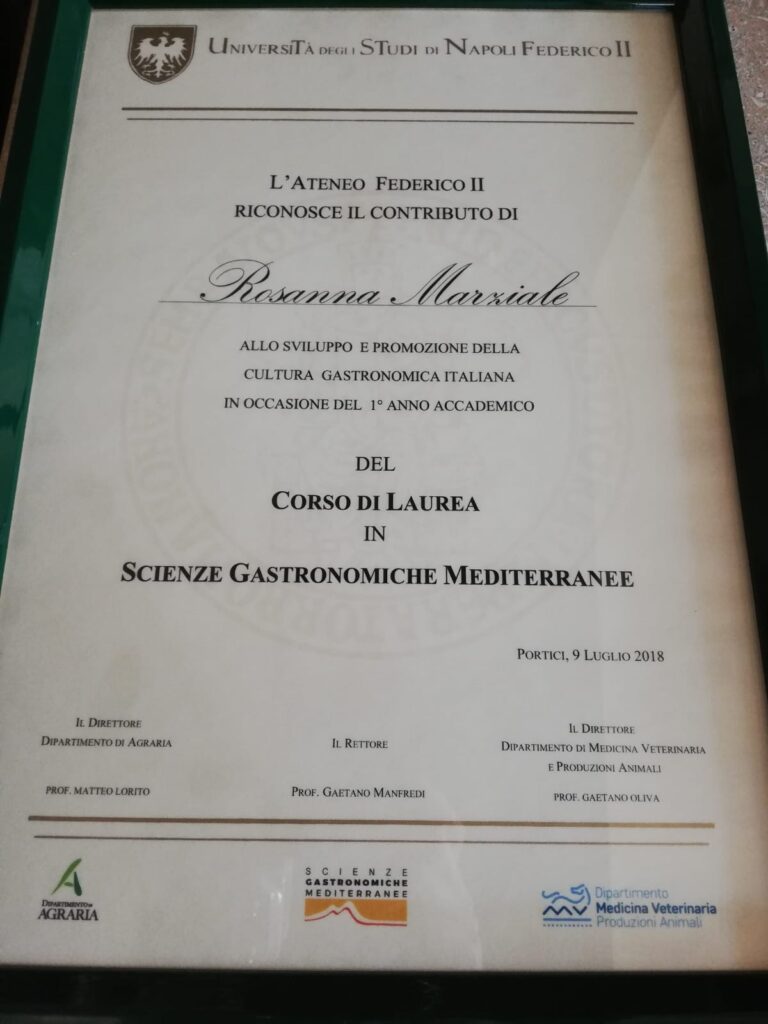 UniversiTà degli STudi di Napoli Federico II
L'Ateneo Federico II
riconosce il contributo di
Rosanna Marziale
allo sviluppo e promozione della
cultura gastronomica italiana
in occasione del 1° anno accademico
del
Corso di Laurea
in
Scienze Gastronomiche Mediterranee
Portici, 9 Luglio 2018
Il Direttore
Dipartimento di Agraria
prof. Matteo Lorito
Il Rettore
Prof. Gaetano Manfredi
Il Direttore
Dipartimento di Medicina Veterinaria
e Produzioni Animali
prof. Gaetano Oliva
Dipartimento di
AGRARIA
SCIENZE
GASTRONOMICHE
MEDITERRANEE
Dipartimento
Medicina Veterinaria
Produzioni Animali